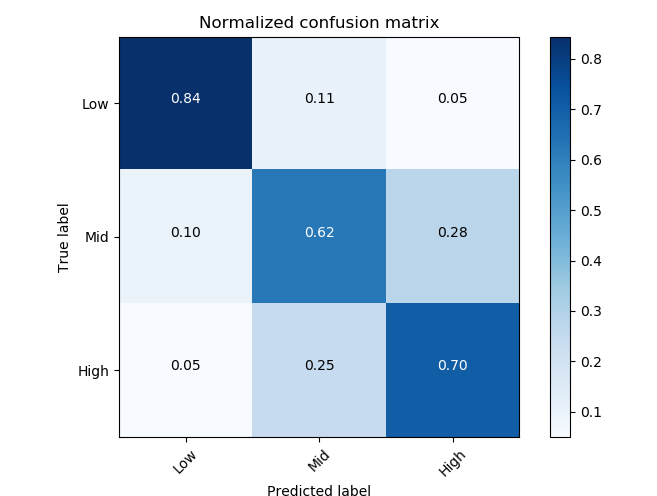 Normalized confusion matrix
True label
Low 0.84 0.11 0.05
Mid 0.10 0.62 0.28
High 0.05 0.25 0.70
Low Mid High
Predicted label
0.8
0.7
0.6
0.5
0.4
0.3
0.2
0.1